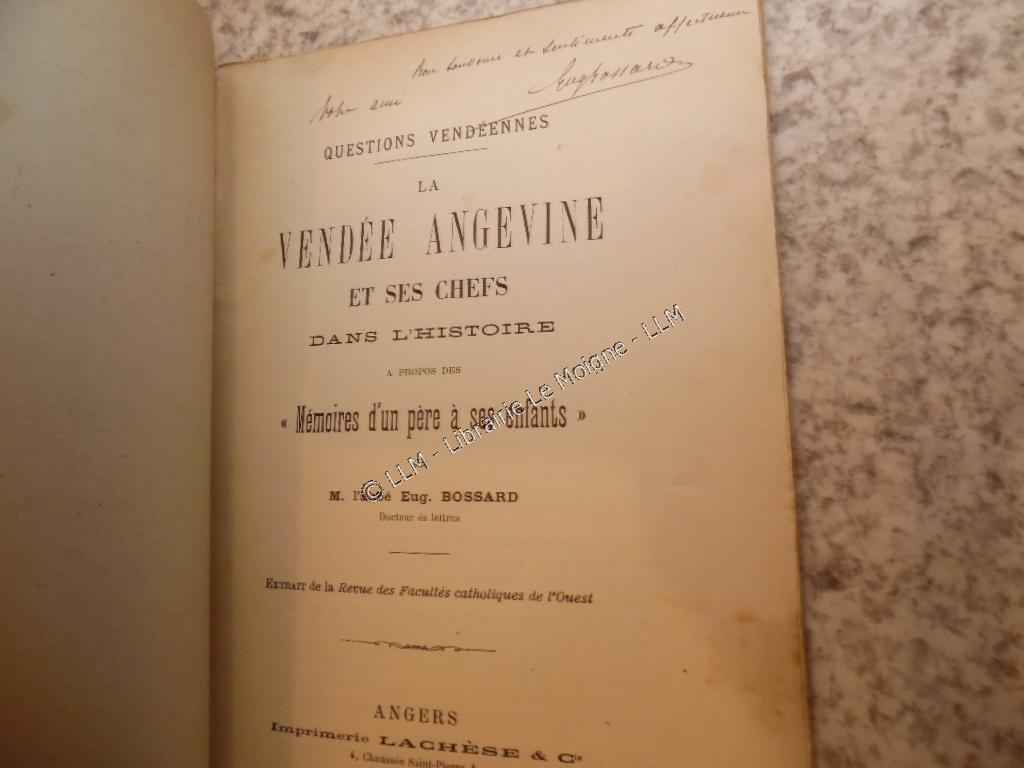 Bon souvenir et sentiments affectueux
Votre ami EugBossard
QUESTIONS VENDÉENNES
LA
VENDÉE ANGEVINE
ET SES CHEFS
DANS L'HISTOIRE
A PROPOS DES
« Mémoires d'un père à ses enfants »
M. l'abbé Eug. BOSSARD
Docteur ès lettres
EXTRAIT de la Revue des Facultés catholiques de l'Ouest
ANGERS
Imprimerie LACHÈSE & Cie
4, Chaussée Saint-Pierre
© LLM - Librairie Le Moigne - LLM